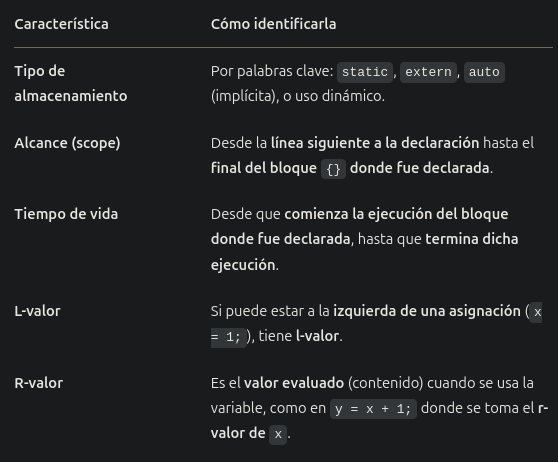 Característica Cómo identificarla
Tipo de almacenamiento Por palabras clave: static, extern, auto
(implícita), o uso dinámico.
Alcance (scope) Desde la línea siguiente a la declaración hasta el
final del bloque {} donde fue declarada.
Tiempo de vida Desde que comienza la ejecución del bloque
donde fue declarada, hasta que termina dicha
ejecución.
L-valor Si puede estar a la izquierda de una asignación (x
= 1;), tiene l-valor.
R-valor Es el valor evaluado (contenido) cuando se usa la
variable, como en y = x + 1; donde se toma el r-
valor de x.